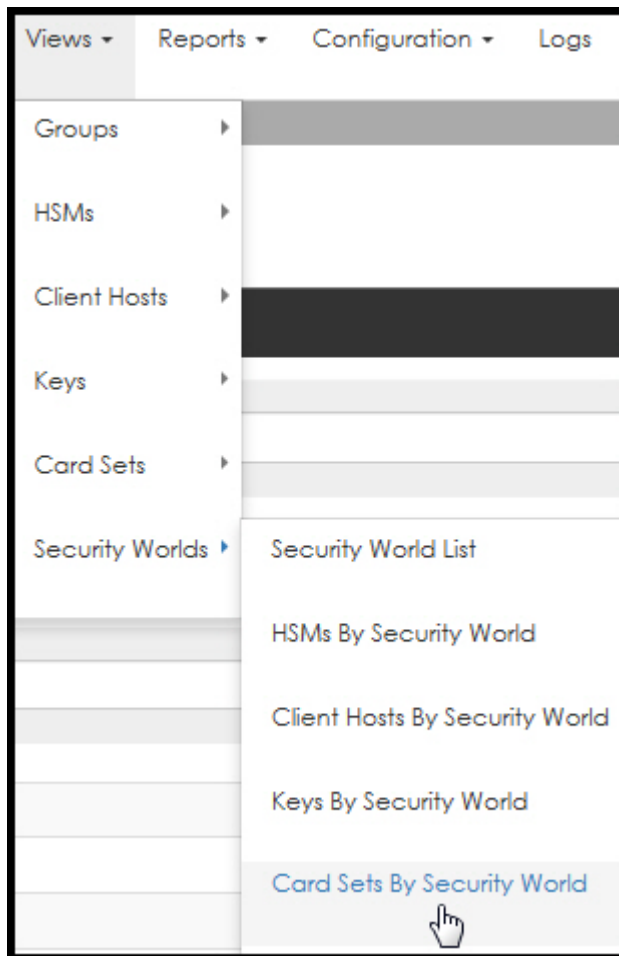 Views Reports Configuration Logs
Groups
HSMs
Client Hosts
Keys
Card Sets
Security Worlds
Security World List
HSMs By Security World
Client Hosts By Security World
Keys By Security World
Card Sets By Security World